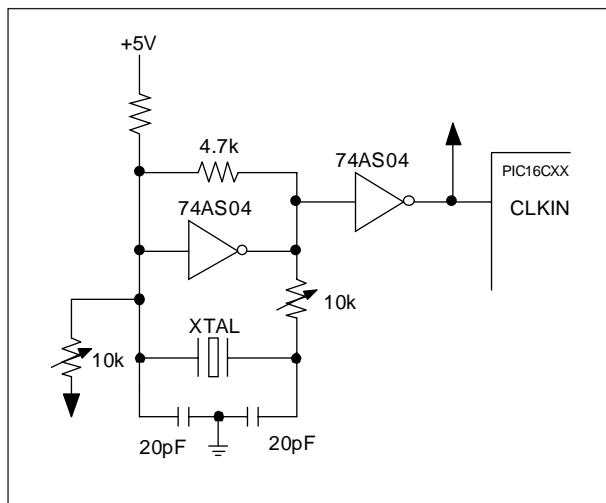 +5V
4.7k
74AS04
74AS04
PIC16CXX
CLKIN
10k
XTAL
10k
20pF
20pF